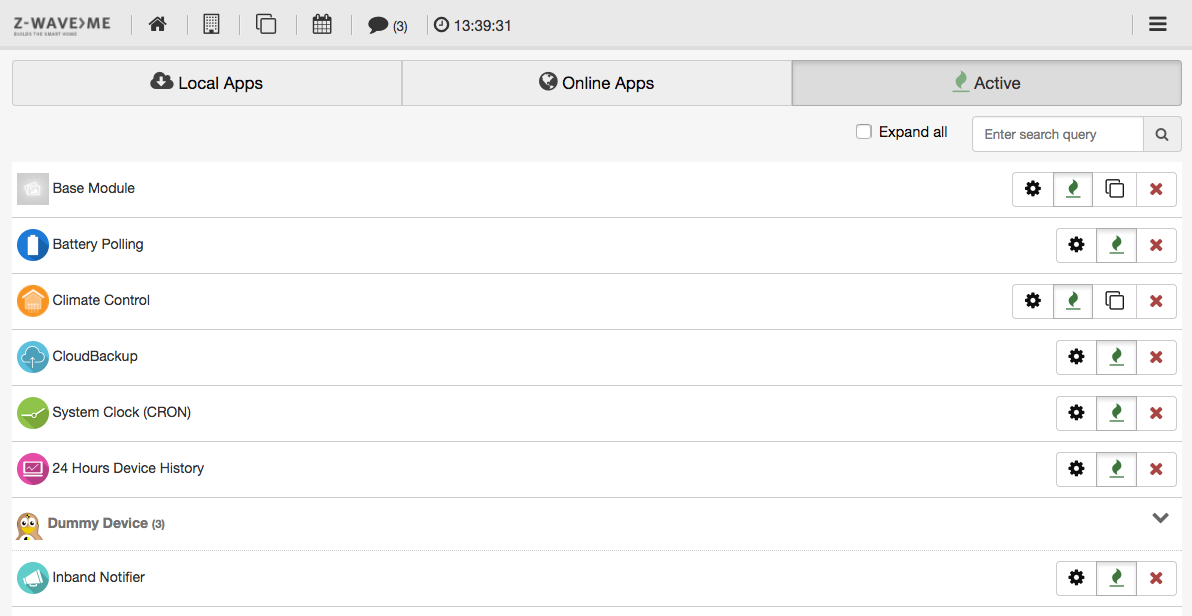 Z-WAVE>ME
BUILDS THE SMART HOME
(3)
13:39:31
Local Apps
Online Apps
Active
Expand all
Enter search query
Base Module
Battery Polling
Climate Control
CloudBackup
System Clock (CRON)
24 Hours Device History
Dummy Device (3)
Inband Notifier